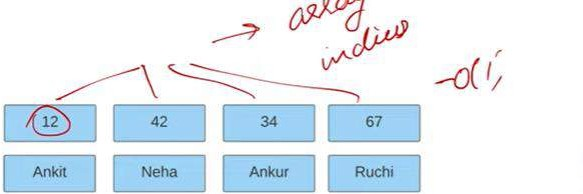 array
indices
-O(1)
12 42 34 67
Ankit Neha Ankur Ruchi